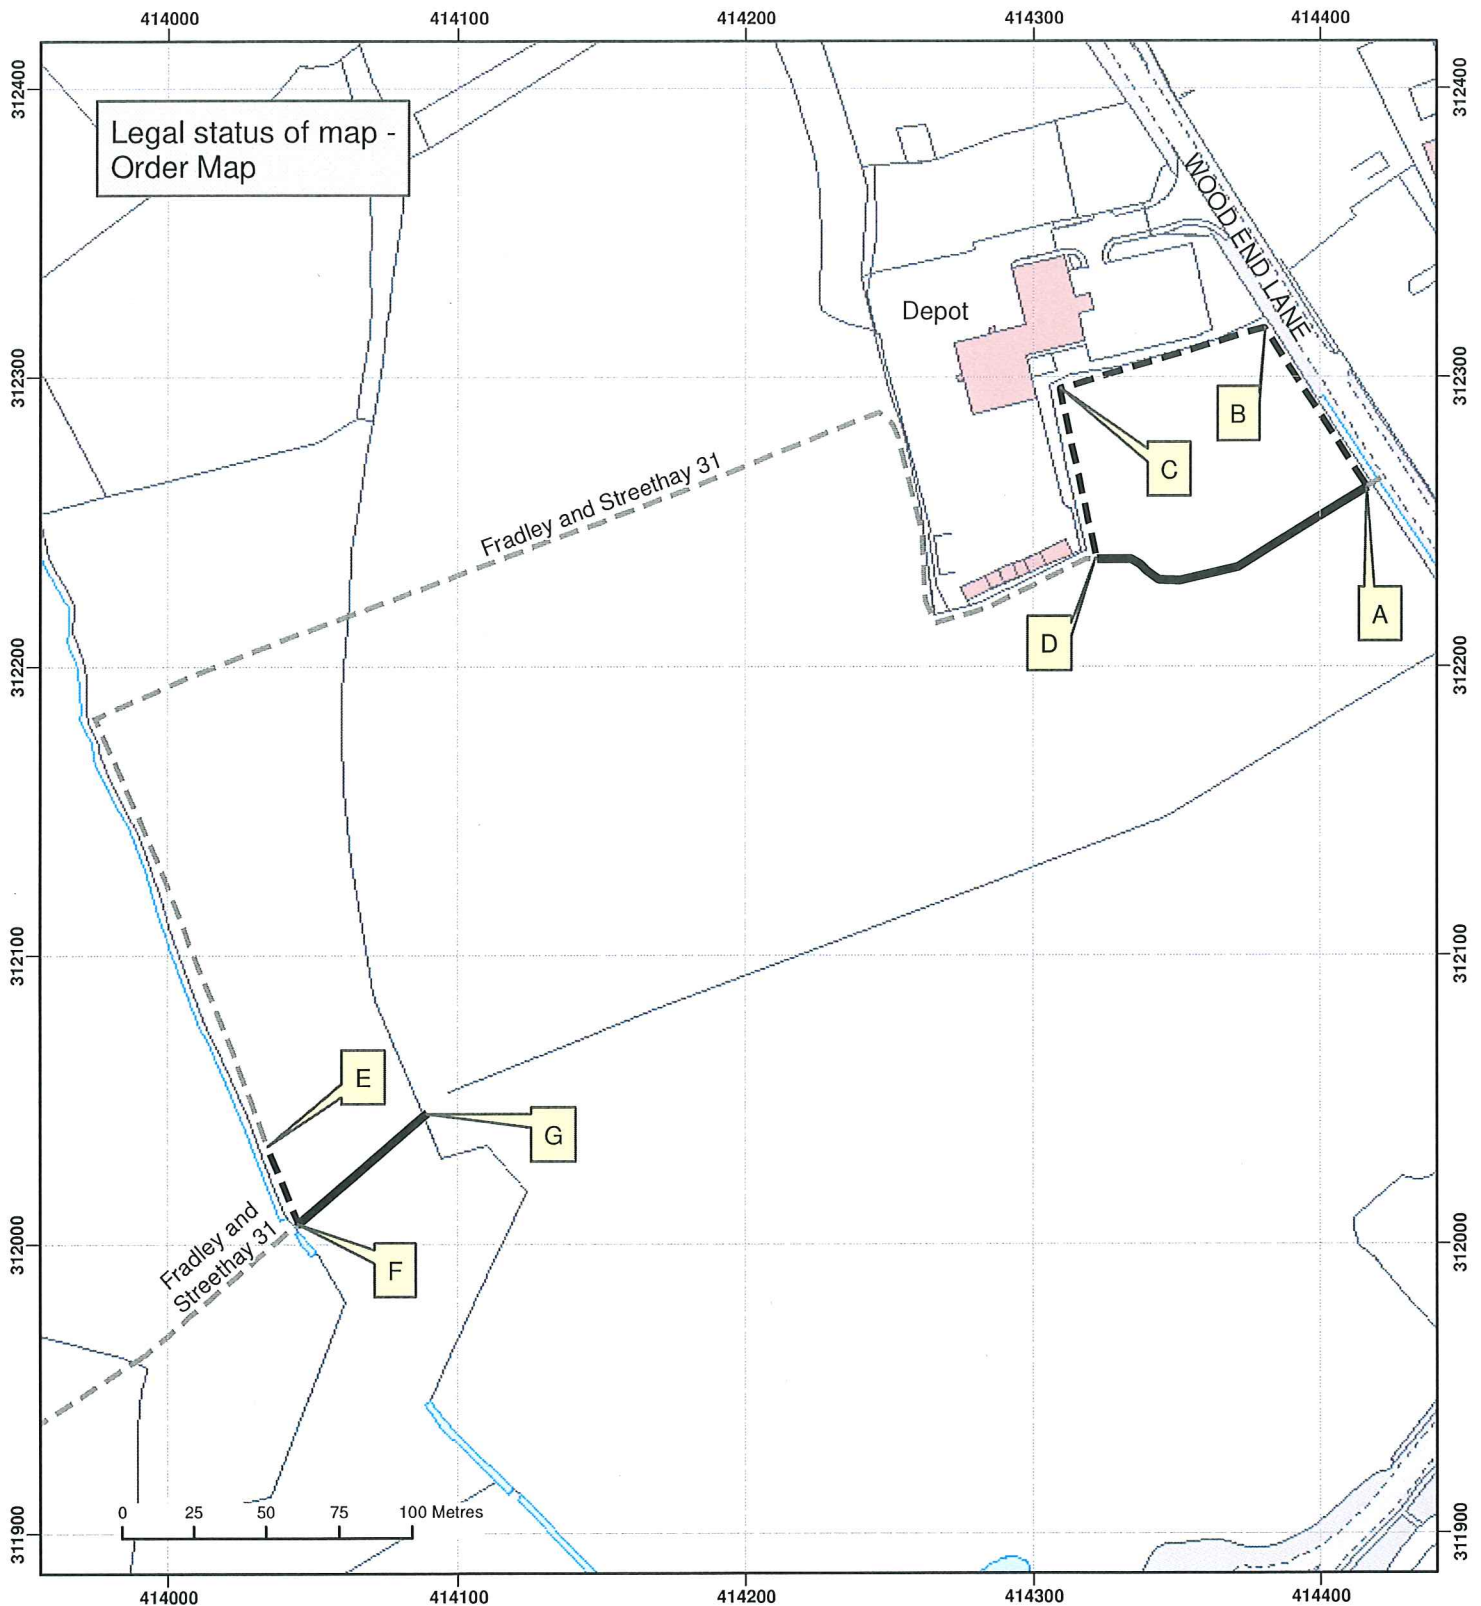 414000 414100 414200 414300 414400
312400
312400
Legal status of map -
Order Map
WOOD END LANE
Depot
312300
312300
B
C
Fradley and Streethay 31
A
D
312200
312200
312100
312100
E
G
Fradley and
Streethay 31
F
312000
312000
0 25 50 75 100 Metres
311900
311900
414000 414100 414200 414300 414400